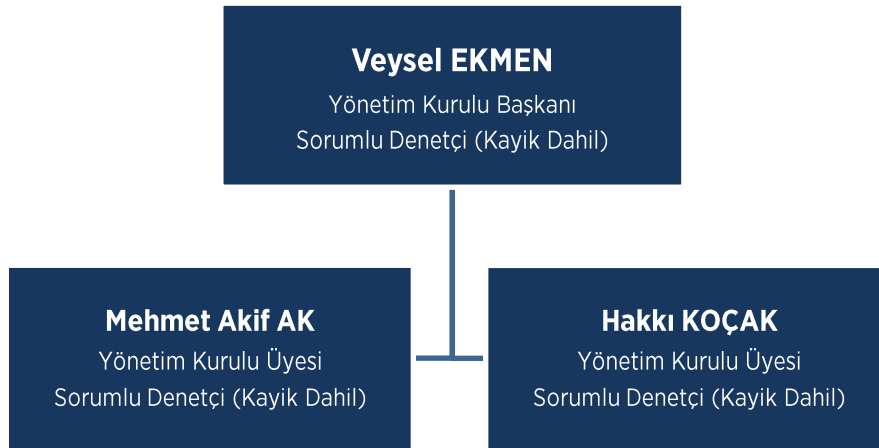 Veysel EKMEN
Yönetim Kurulu Başkanı
Sorumlu Denetçi (Kayik Dahil)
Mehmet Akif AK
Yönetim Kurulu Üyesi
Sorumlu Denetçi (Kayik Dahil)
Hakkı KOÇAK
Yönetim Kurulu Üyesi
Sorumlu Denetçi (Kayik Dahil)